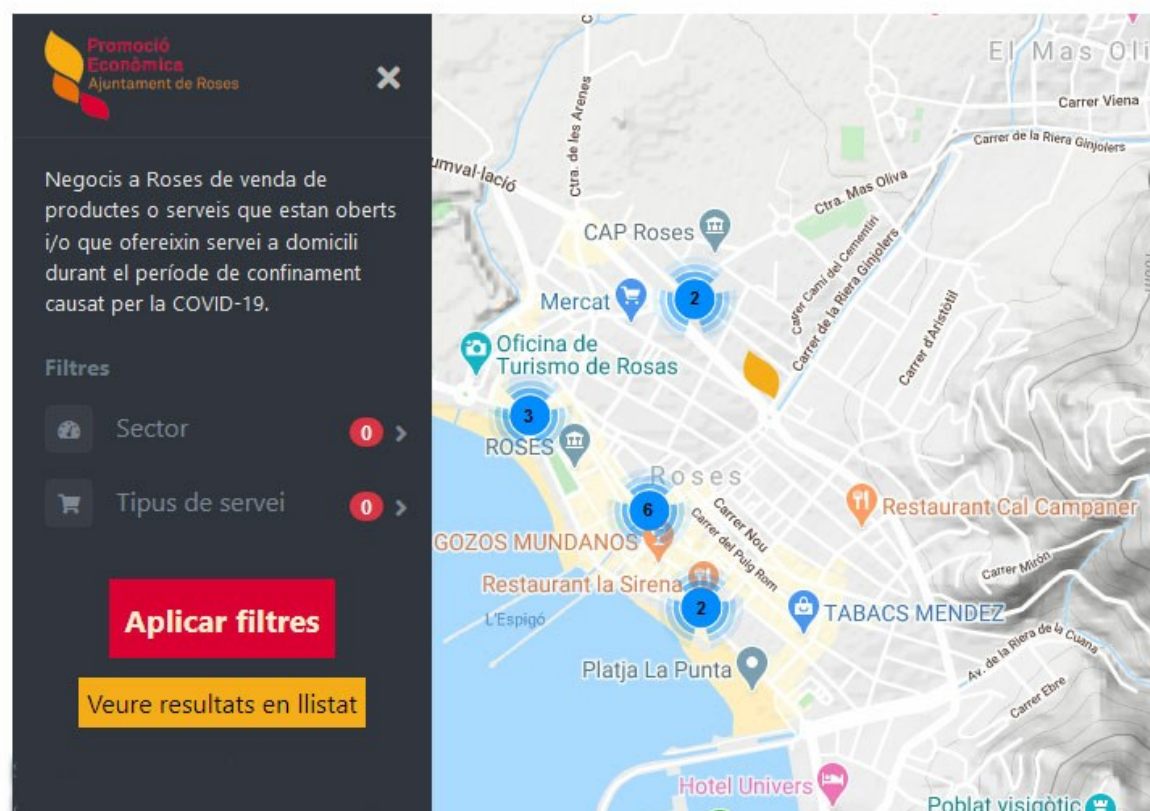 Promoció
Econòmica
Ajuntament de Roses
Negocis a Roses de venda de
productes o serveis que estan oberts
i/o que ofereixin servei a domicili
durant el període de confinament
causat per la COVID-19.
Filtres
Sector
0
Tipus de servei
0
Aplicar filtres
Veure resultats en llistat
El Mas Oli
Carrer Viena
Carrer de la Riera Ginjolers
Ctra. de les Arenes
umval·lació
Ctra. Mas Oliva
CAP Roses
Carrer Camí del Cementiri
Carrer de la Riera Ginjolers
2
Mercat
Carrer d'Aristòtil
Oficina de
Turismo de Rosas
3
ROSES
Roses
6
Carrer Nou
Restaurant Cal Campaner
GOZOS MUNDANOS
Carrer del Puig Rom
Carrer Mirón
Restaurant la Sirena
2
TABACS MENDEZ
L'Espigó
Av. de la Riera de la Cuana
Platja La Punta
Carrer Ebre
Hotel Univers
Poblat visigòtic